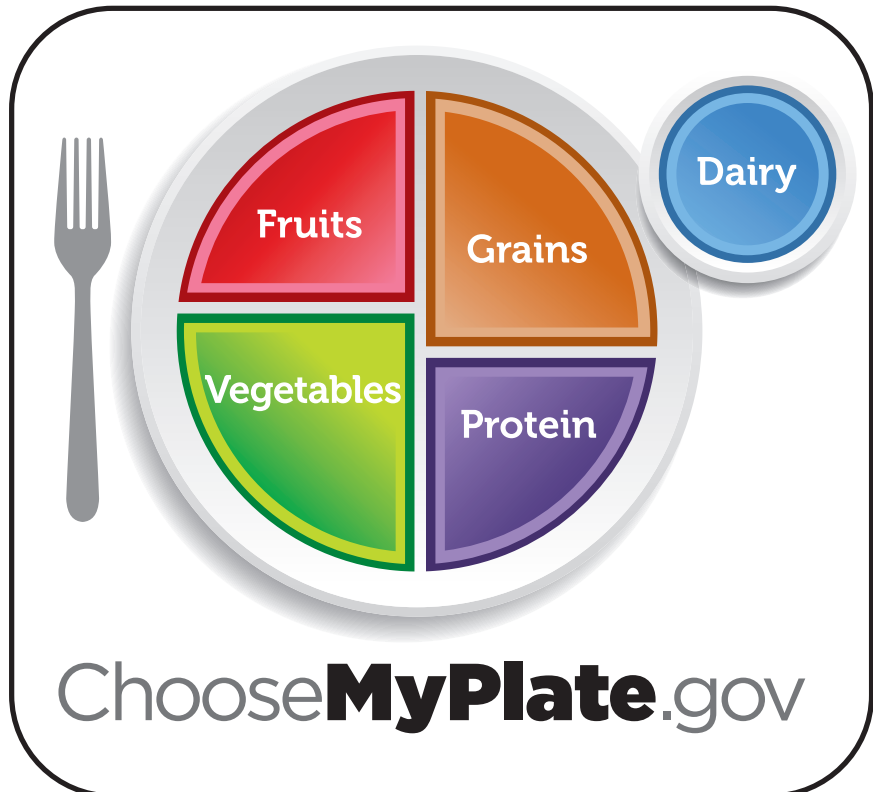 Fruits
Grains
Dairy
Vegetables
Protein
ChooseMyPlate.gov